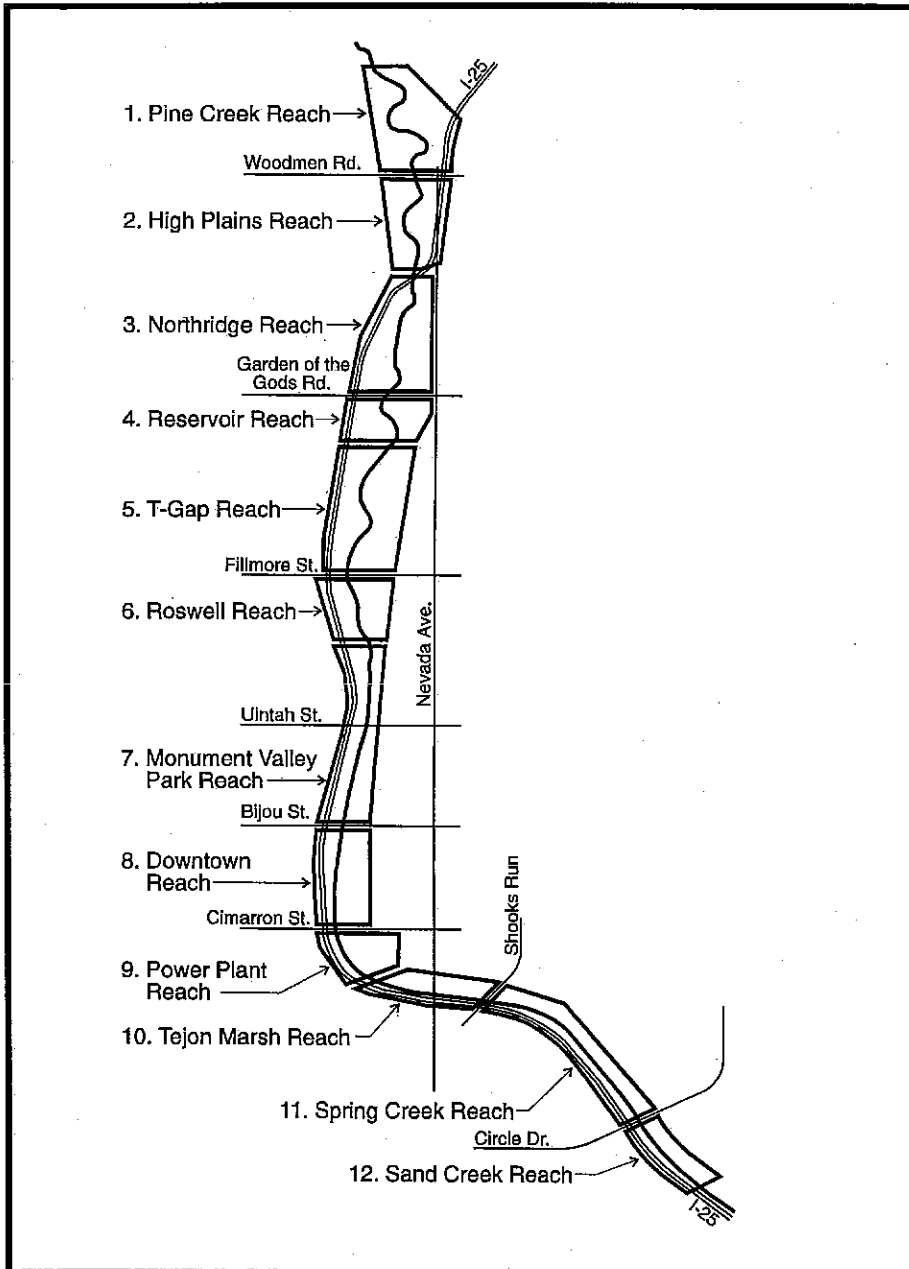 I-25
1. Pine Creek Reach
Woodmen Rd.
2. High Plains Reach
3. Northridge Reach
Garden of the
Gods Rd.
4. Reservoir Reach
5. T-Gap Reach
Fillmore St.
6. Roswell Reach
Nevada Ave.
Uintah St.
7. Monument Valley
Park Reach
Bijou St.
8. Downtown
Reach
Cimarron St.
Shooks Run
9. Power Plant
Reach
10. Tejon Marsh Reach
11. Spring Creek Reach
Circle Dr.
12. Sand Creek Reach
I-25